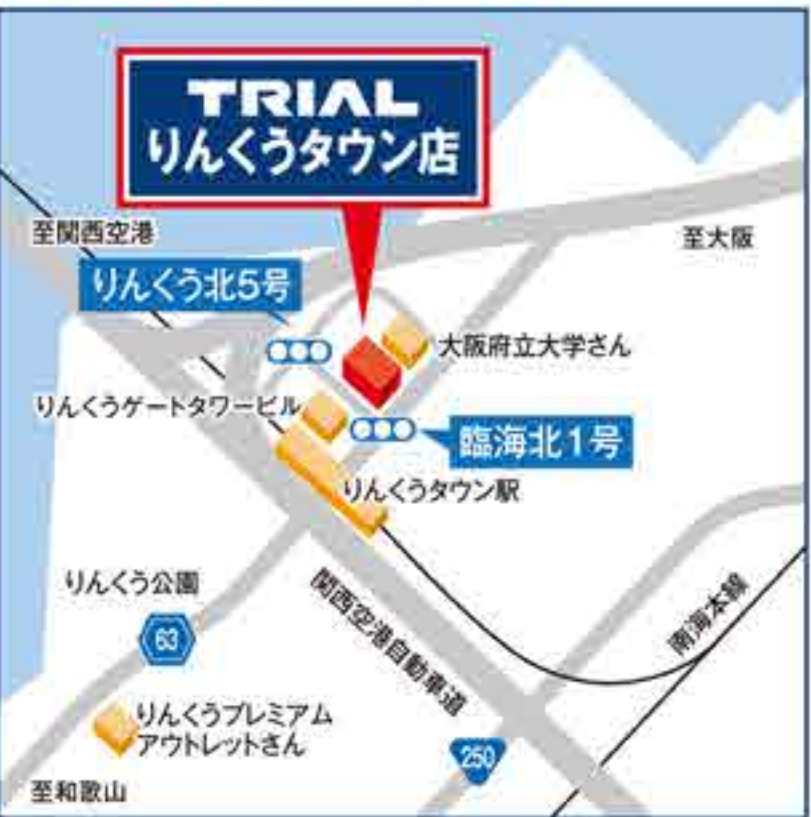 TRIAL
りんくうタウン店
至関西空港
至大阪
りんくう北5号
大阪府立大学さん
りんくうゲートタワービル
臨海北1号
りんくうタウン駅
りんくう公園
63
関西空港自動車道
南海本線
りんくうプレミアム
アウトレットさん
250
至和歌山